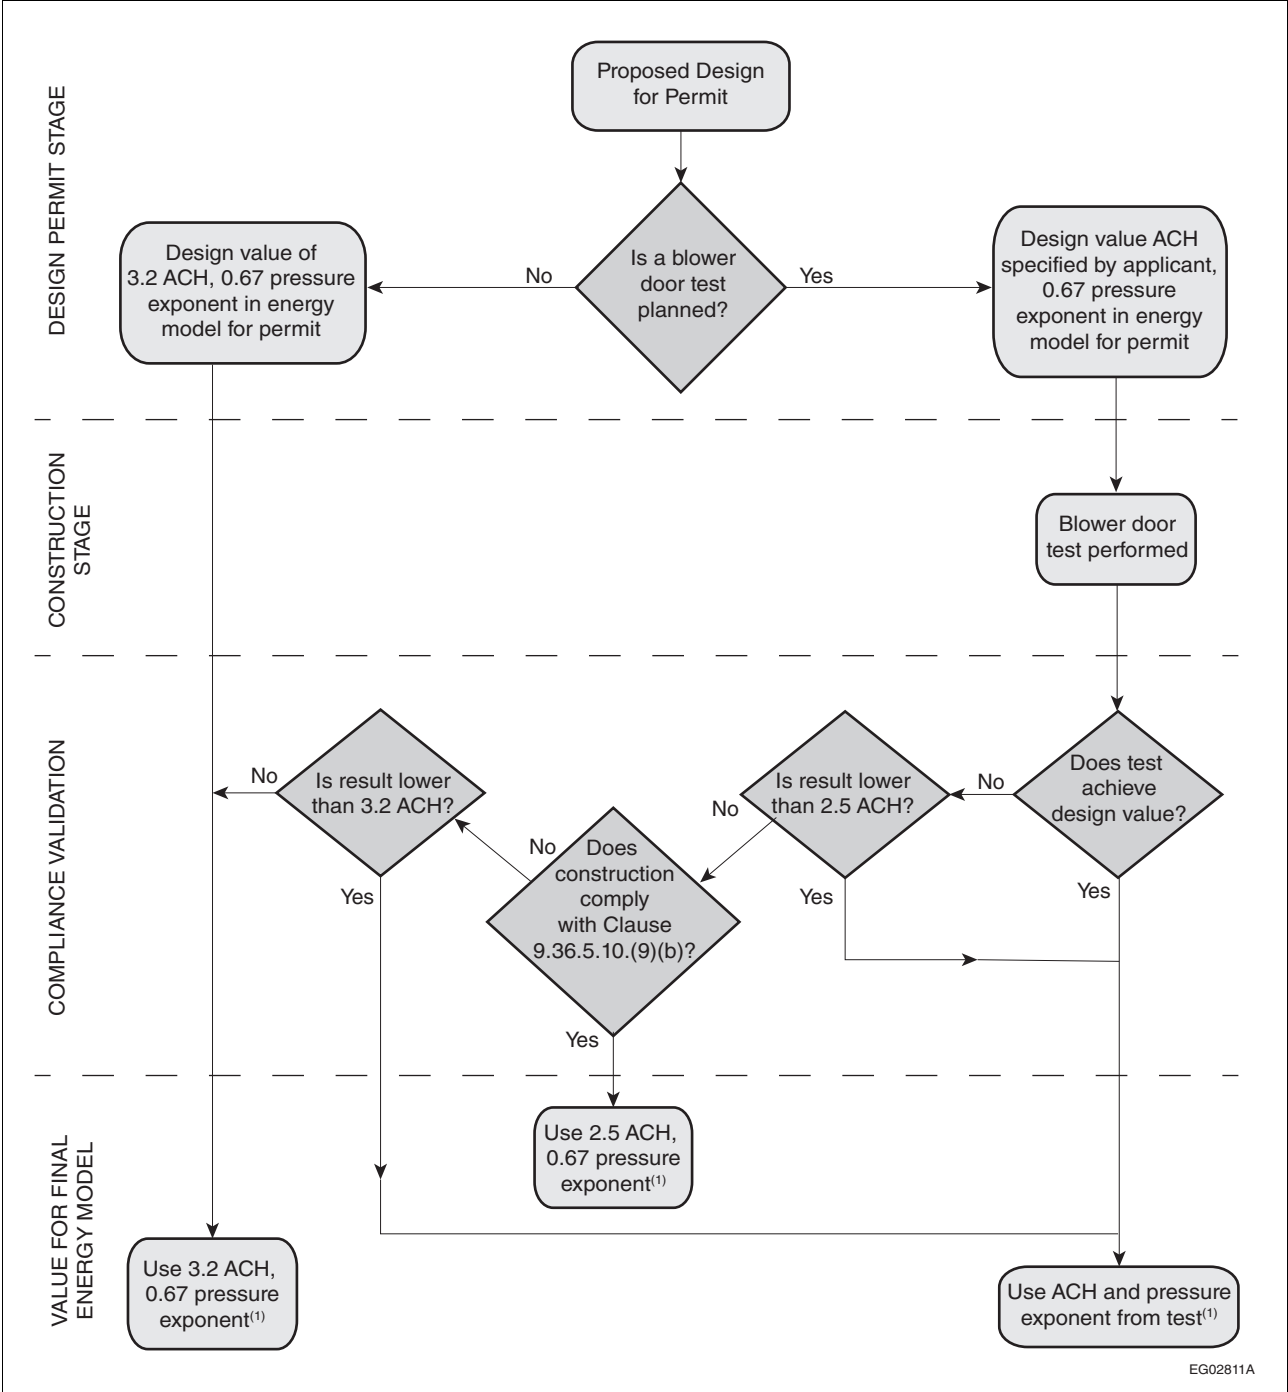 DESIGN PERMIT STAGE
Proposed Design
for Permit
Is a blower
door test
planned?
No
Yes
Design value of
3.2 ACH, 0.67 pressure
exponent in energy
model for permit
Design value ACH
specified by applicant,
0.67 pressure
exponent in energy
model for permit
CONSTRUCTION
STAGE
Blower door
test performed
COMPLIANCE VALIDATION
Does test
achieve
design value?
No
Yes
Is result lower
than 2.5 ACH?
No
Yes
Does
construction
comply
with Clause
9.36.5.10.(9)(b)?
No
Yes
Is result lower
than 3.2 ACH?
No
Yes
VALUE FOR FINAL
ENERGY MODEL
Use 3.2 ACH,
0.67 pressure
exponent(1)
Use 2.5 ACH,
0.67 pressure
exponent(1)
Use ACH and pressure
exponent from test(1)
EG02811A